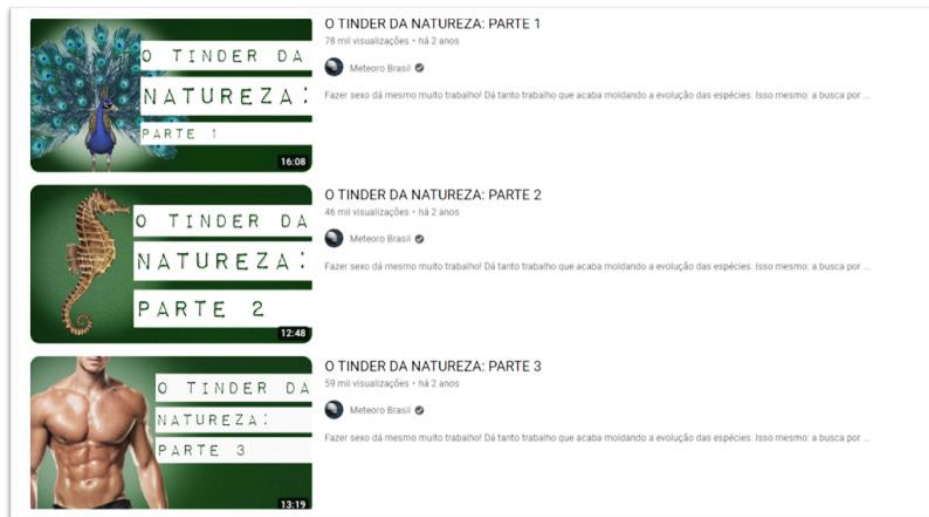 O TINDER DA
NATUREZA:
PARTE 1
16:08
O TINDER DA NATUREZA: PARTE 1
78 mil visualizações • há 2 anos
Meteoro Brasil
Fazer sexo dá mesmo muito trabalho! Dá tanto trabalho que acaba moldando a evolução das espécies. Isso mesmo: a busca por ...
O TINDER DA
NATUREZA:
PARTE 2
12:48
O TINDER DA NATUREZA: PARTE 2
46 mil visualizações • há 2 anos
Meteoro Brasil
Fazer sexo dá mesmo muito trabalho! Dá tanto trabalho que acaba moldando a evolução das espécies. Isso mesmo: a busca por ...
O TINDER DA
NATUREZA:
PARTE 3
13:19
O TINDER DA NATUREZA: PARTE 3
59 mil visualizações • há 2 anos
Meteoro Brasil
Fazer sexo dá mesmo muito trabalho! Dá tanto trabalho que acaba moldando a evolução das espécies. Isso mesmo: a busca por ...